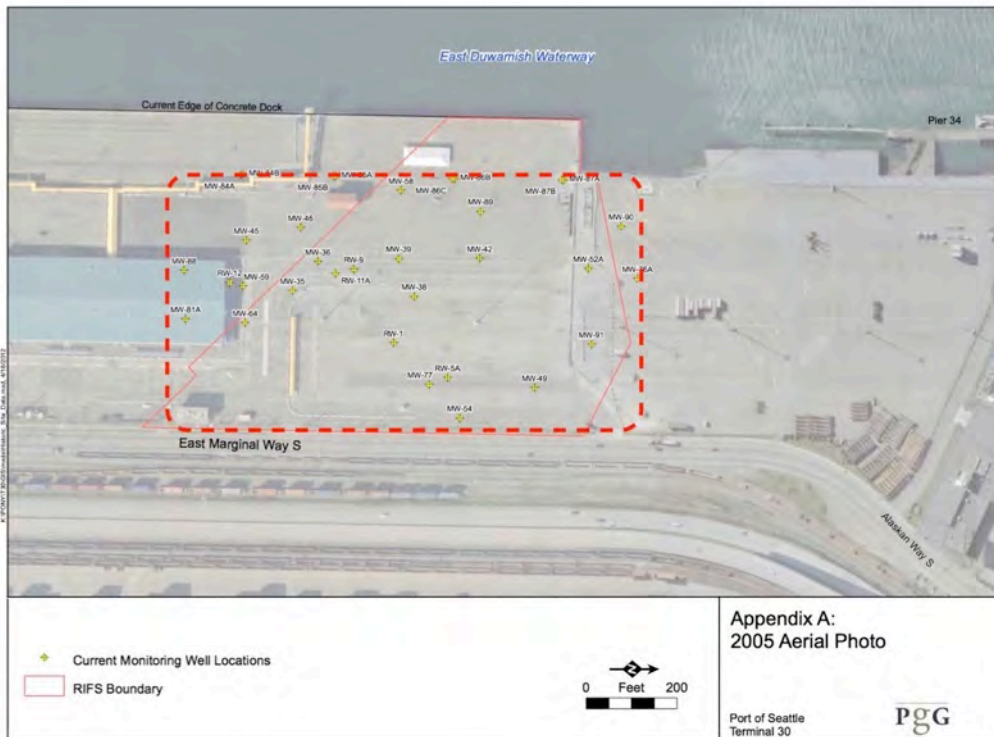 East Duwamish Waterway
Current Edge of Concrete Dock
Pier 34
MW-84B
MW-84A
MW-85A
MW-85B
MW-58
MW-86B
MW-86C
MW-87A
MW-87B
MW-89
MW-90
MW-46
MW-45
MW-36
RW-9
MW-39
MW-42
MW-52A
MW-88
RW-12
MW-59
MW-35
RW-11A
MW-38
MW-81A
MW-64
RW-1
MW-91
MW-77
RW-5A
MW-49
MW-54
East Marginal Way S
Alaskan Way S
Current Monitoring Well Locations
RIFS Boundary
N
0 Feet 200
Appendix A:
2005 Aerial Photo
Port of Seattle
Terminal 30
PgG